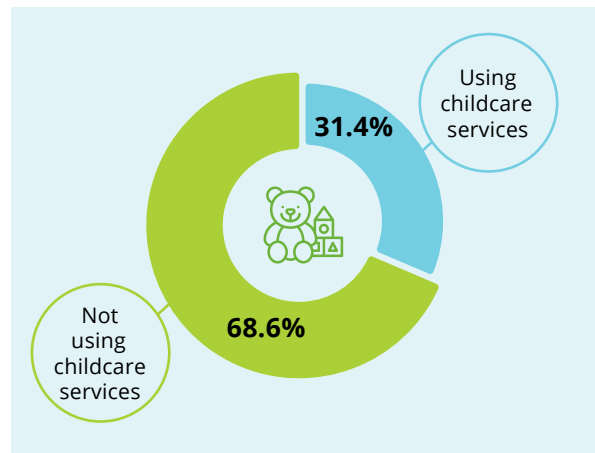 Using
childcare
services
31.4%
68.6%
Not
using
childcare
services